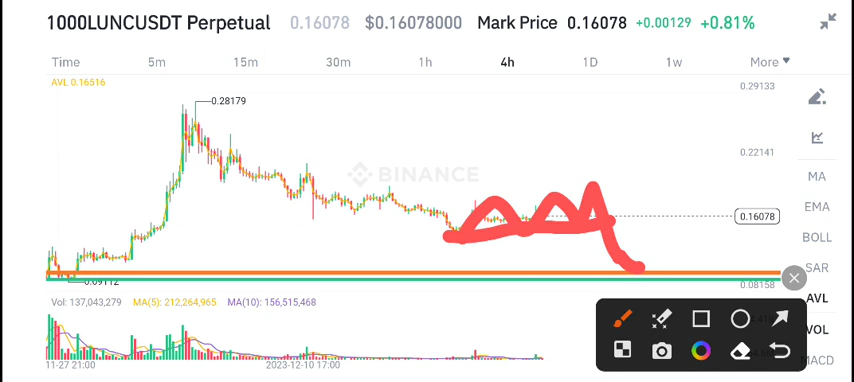 1000LUNCUSDT Perpetual 0.16078 $0.16078000 Mark Price 0.16078 +0.00129 +0.81%
Time 5m 15m 30m 1h 4h 1D 1w More
AVL 0.16516
0.29133
0.28179
0.22141
BINANCE
MA
EMA
0.16078
BOLL
SAR
0.09112
0.08158
AVL
Vol: 137,043,279 MA(5): 212,264,965 MA(10): 156,515,468
VOL
MACD
11-27 21:00 2023-12-10 17:00